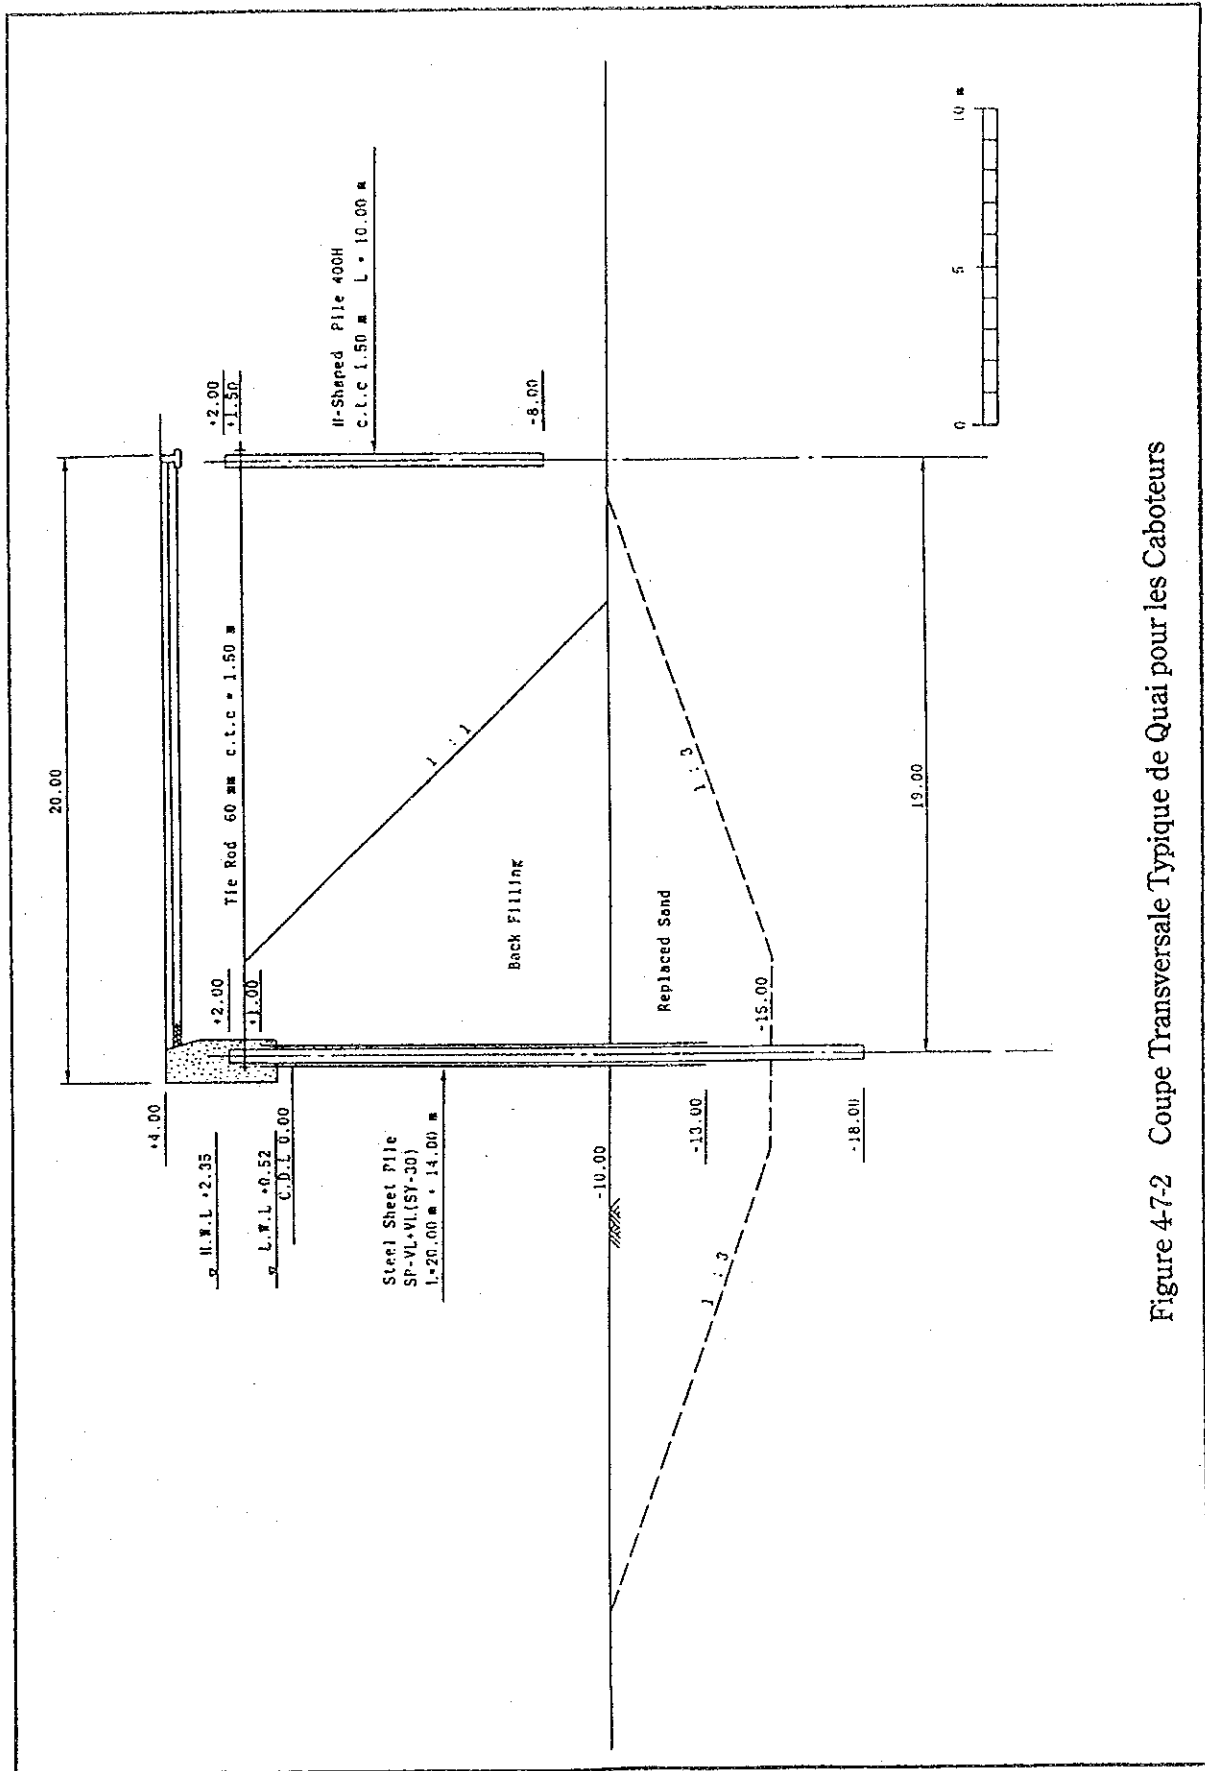 20.00
+4.00
H.W.L +2.35
L.W.L +0.52
C.D.L 0.00
+2.00
+1.00
Tie Rod 60 mm c.t.c = 1.50 m
+2.00
+1.50
H-Shaped Pile 400H
c.t.c 1.50 m L = 10.00 m
-8.00
Steel Sheet Pile
SP-VL+VL(SY-30)
L=20.00 m + 14.00 m
1 : 1
Back Filling
-10.00
Replaced Sand
-13.00
-15.00
-18.00
1 : 3
1 : 3
19.00
0 5 10 m
Figure 4-7-2 Coupe Transversale Typique de Quai pour les Caboteurs